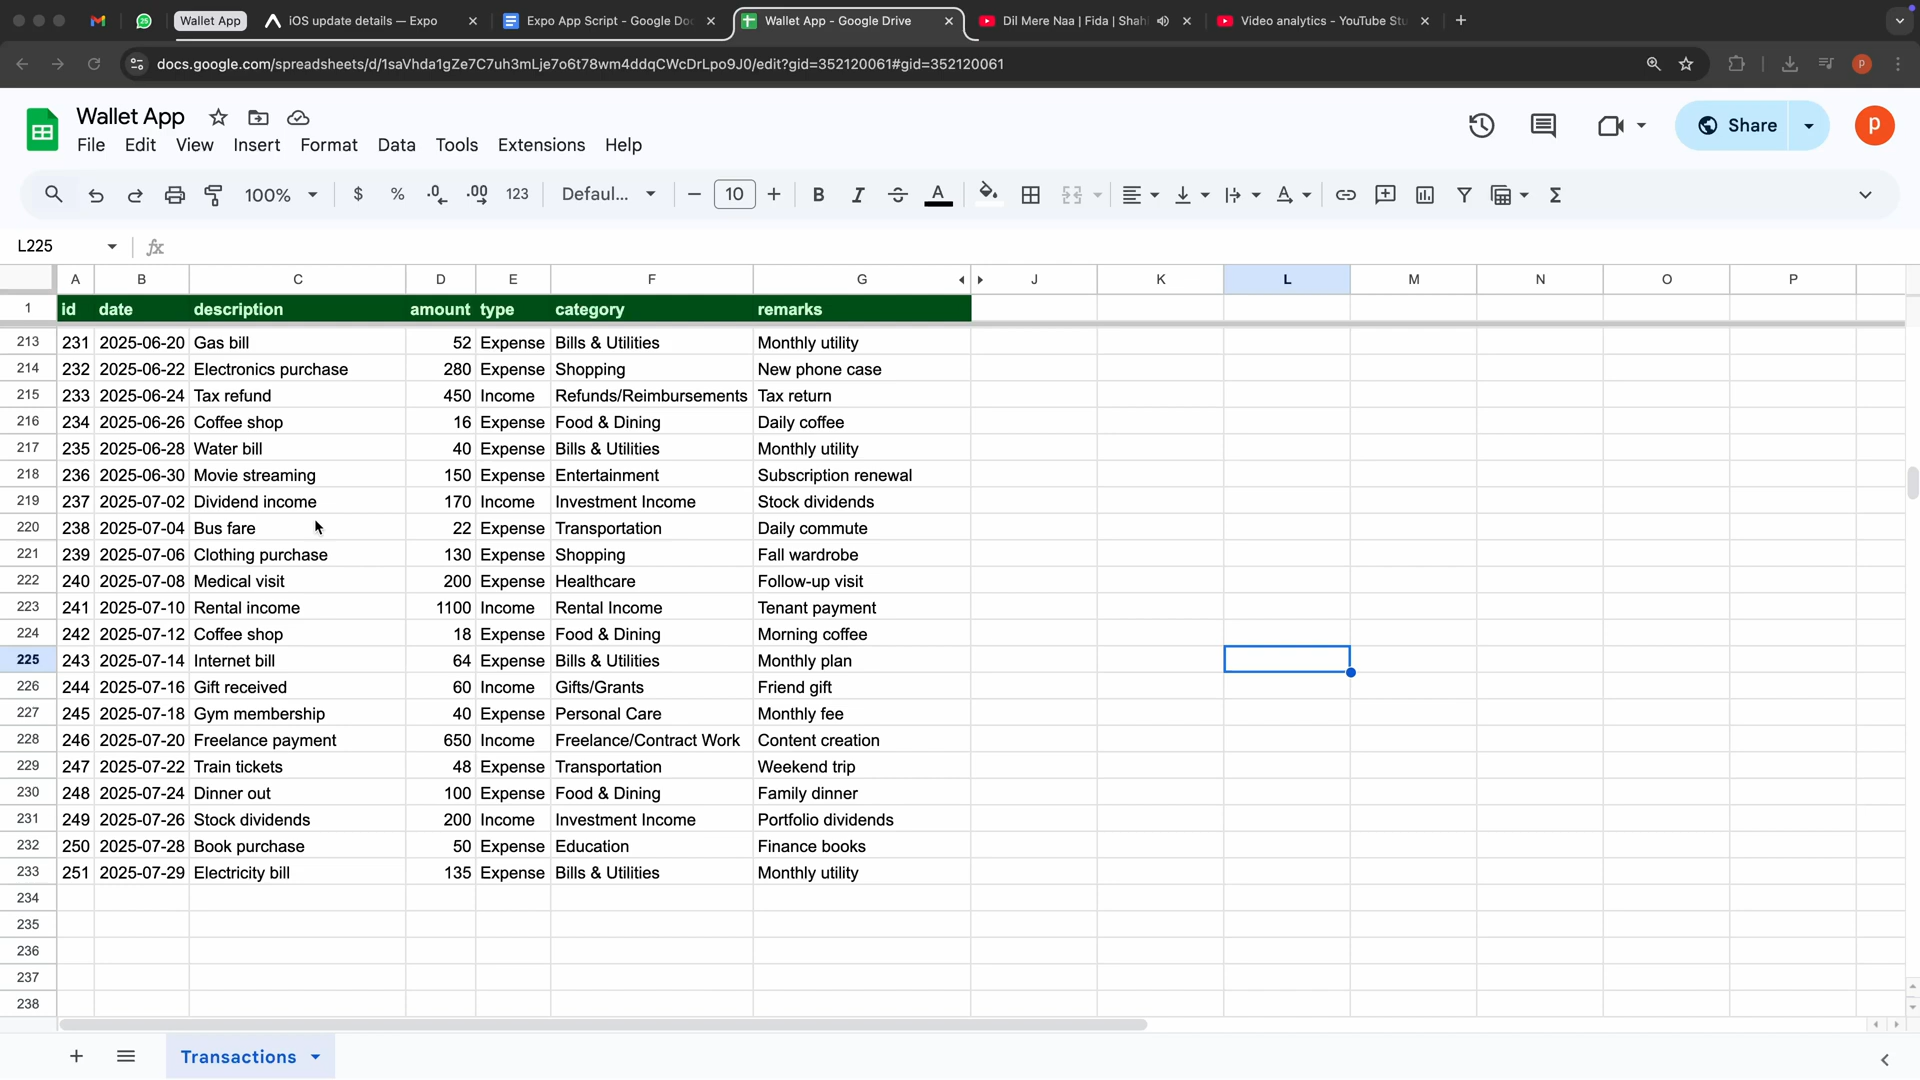 Wallet App
iOS update details — Expo
Expo App Script - Google Do
Wallet App - Google Drive
Dil Mere Naa | Fida | Shah
Video analytics - YouTube Stu
docs.google.com/spreadsheets/d/1saVhda1gZe7C7uh3mLje7o6t78wm4ddqCWcDrLpo9J0/edit?gid=352120061#gid=352120061
p
Wallet App
File Edit View Insert Format Data Tools Extensions Help
Share
p
100% $ % .0 .00 123 Defaul... 10 B I S A Σ
L225 fx
A B C D E F G J K L M N O P
1 id date description amount type category remarks
213 231 2025-06-20 Gas bill 52 Expense Bills & Utilities Monthly utility
214 232 2025-06-22 Electronics purchase 280 Expense Shopping New phone case
215 233 2025-06-24 Tax refund 450 Income Refunds/Reimbursements Tax return
216 234 2025-06-26 Coffee shop 16 Expense Food & Dining Daily coffee
217 235 2025-06-28 Water bill 40 Expense Bills & Utilities Monthly utility
218 236 2025-06-30 Movie streaming 150 Expense Entertainment Subscription renewal
219 237 2025-07-02 Dividend income 170 Income Investment Income Stock dividends
220 238 2025-07-04 Bus fare 22 Expense Transportation Daily commute
221 239 2025-07-06 Clothing purchase 130 Expense Shopping Fall wardrobe
222 240 2025-07-08 Medical visit 200 Expense Healthcare Follow-up visit
223 241 2025-07-10 Rental income 1100 Income Rental Income Tenant payment
224 242 2025-07-12 Coffee shop 18 Expense Food & Dining Morning coffee
225 243 2025-07-14 Internet bill 64 Expense Bills & Utilities Monthly plan
226 244 2025-07-16 Gift received 60 Income Gifts/Grants Friend gift
227 245 2025-07-18 Gym membership 40 Expense Personal Care Monthly fee
228 246 2025-07-20 Freelance payment 650 Income Freelance/Contract Work Content creation
229 247 2025-07-22 Train tickets 48 Expense Transportation Weekend trip
230 248 2025-07-24 Dinner out 100 Expense Food & Dining Family dinner
231 249 2025-07-26 Stock dividends 200 Income Investment Income Portfolio dividends
232 250 2025-07-28 Book purchase 50 Expense Education Finance books
233 251 2025-07-29 Electricity bill 135 Expense Bills & Utilities Monthly utility
234
235
236
237
238
Transactions